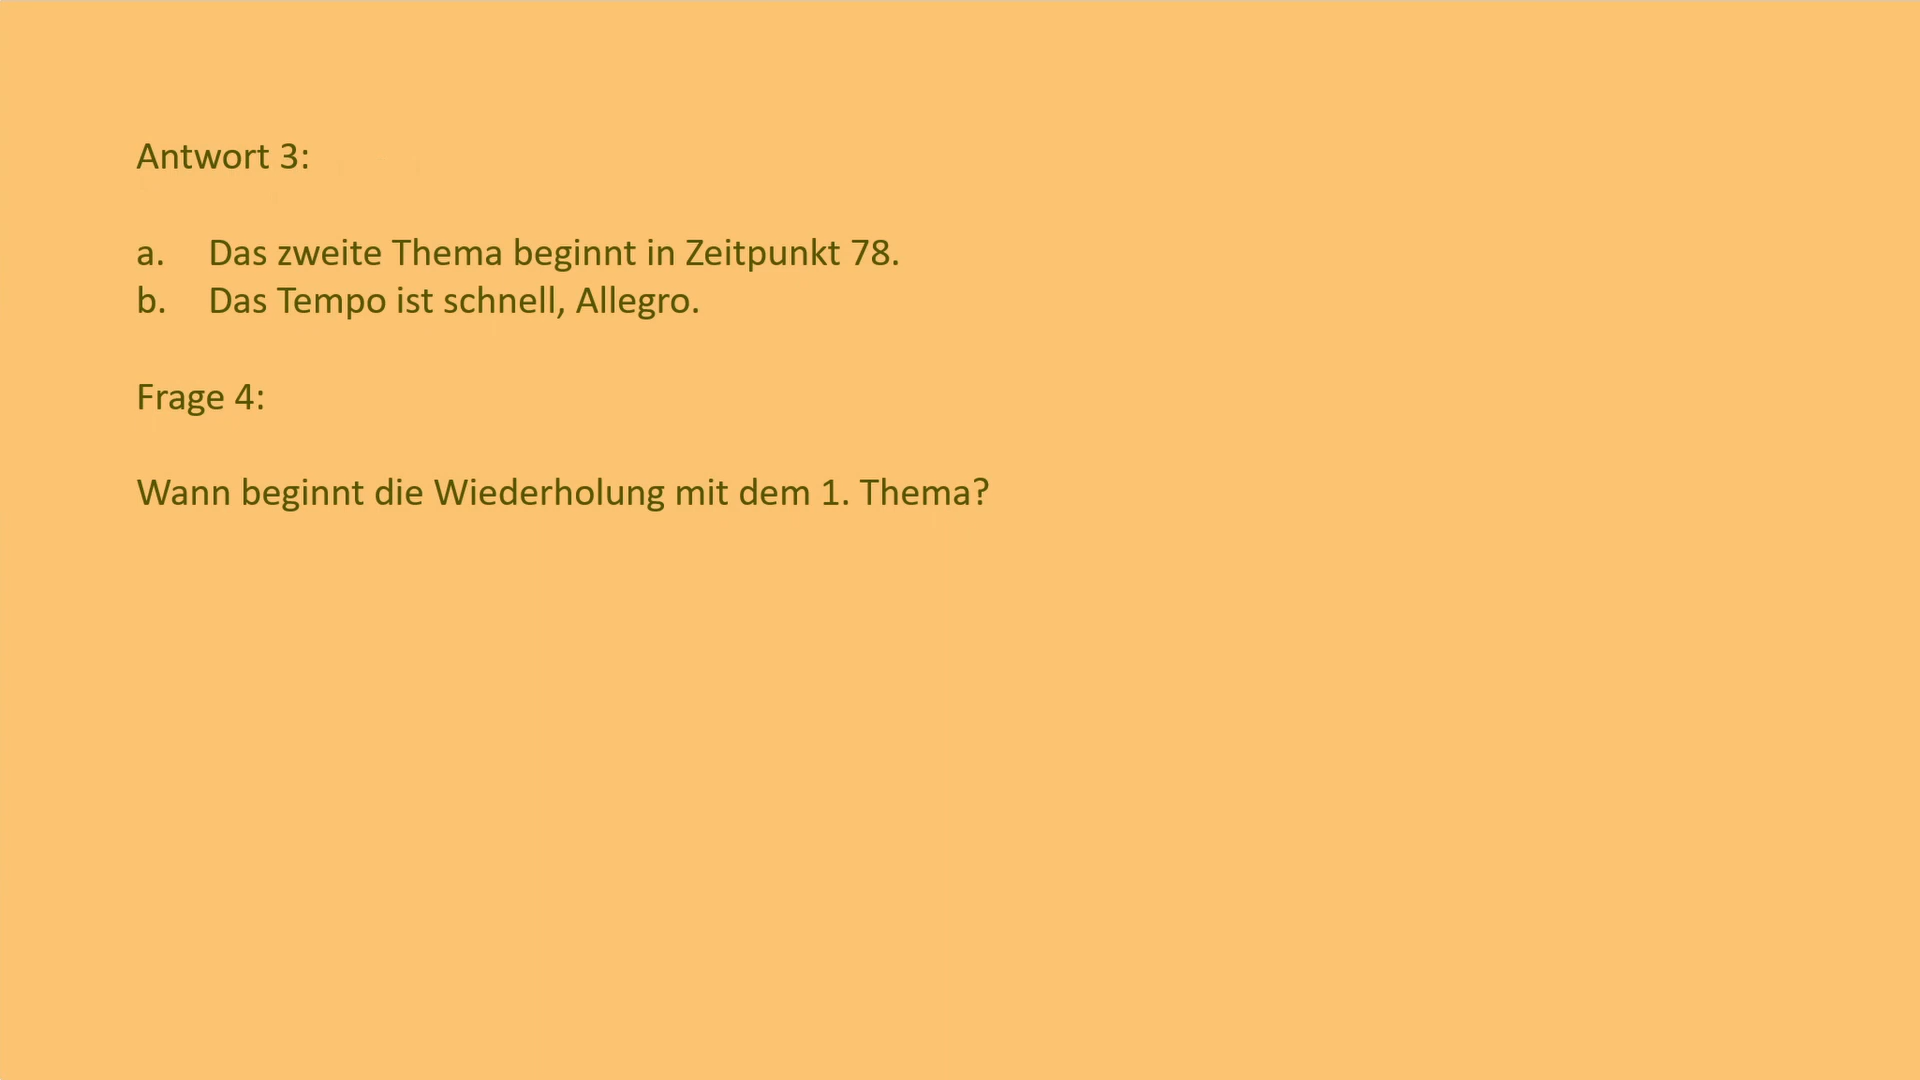 Antwort 3:
a. Das zweite Thema beginnt in Zeitpunkt 78.
b. Das Tempo ist schnell, Allegro.
Frage 4:
Wann beginnt die Wiederholung mit dem 1. Thema?